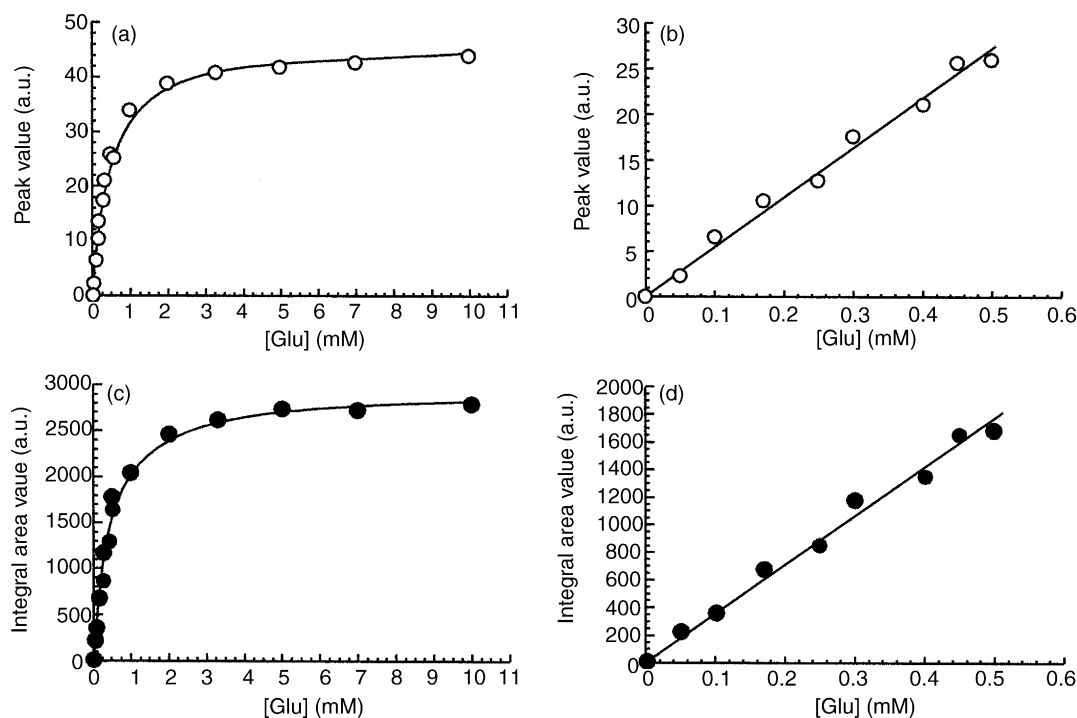 (a)
Peak value (a.u.)
50
40
30
20
10
0
0 1 2 3 4 5 6 7 8 9 10 11
[Glu] (mM)
(b)
Peak value (a.u.)
30
25
20
15
10
5
0
0 0.1 0.2 0.3 0.4 0.5 0.6
[Glu] (mM)
(c)
Integral area vaue (a.u.)
3000
2500
2000
1500
1000
500
0
0 1 2 3 4 5 6 7 8 9 10 11
[Glu] (mM)
(d)
Integral area value (a.u.)
2000
1800
1600
1400
1200
1000
800
600
400
200
0
0 0.1 0.2 0.3 0.4 0.5 0.6
[Glu] (mM)